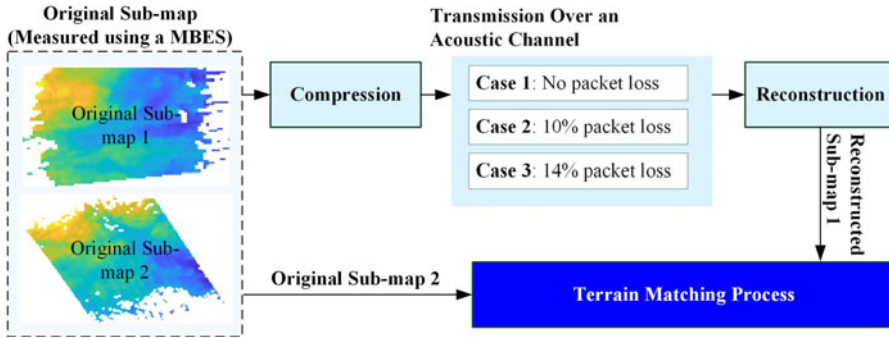 Original Sub-map
(Measured using a MBES)
Original Sub-
map 1
Original Sub-
map 2
Compression
Transmission Over an
Acoustic Channel
Case 1: No packet loss
Case 2: 10% packet loss
Case 3: 14% packet loss
Reconstruction
Reconstructed
Sub-map 1
Original Sub-map 2
Terrain Matching Process